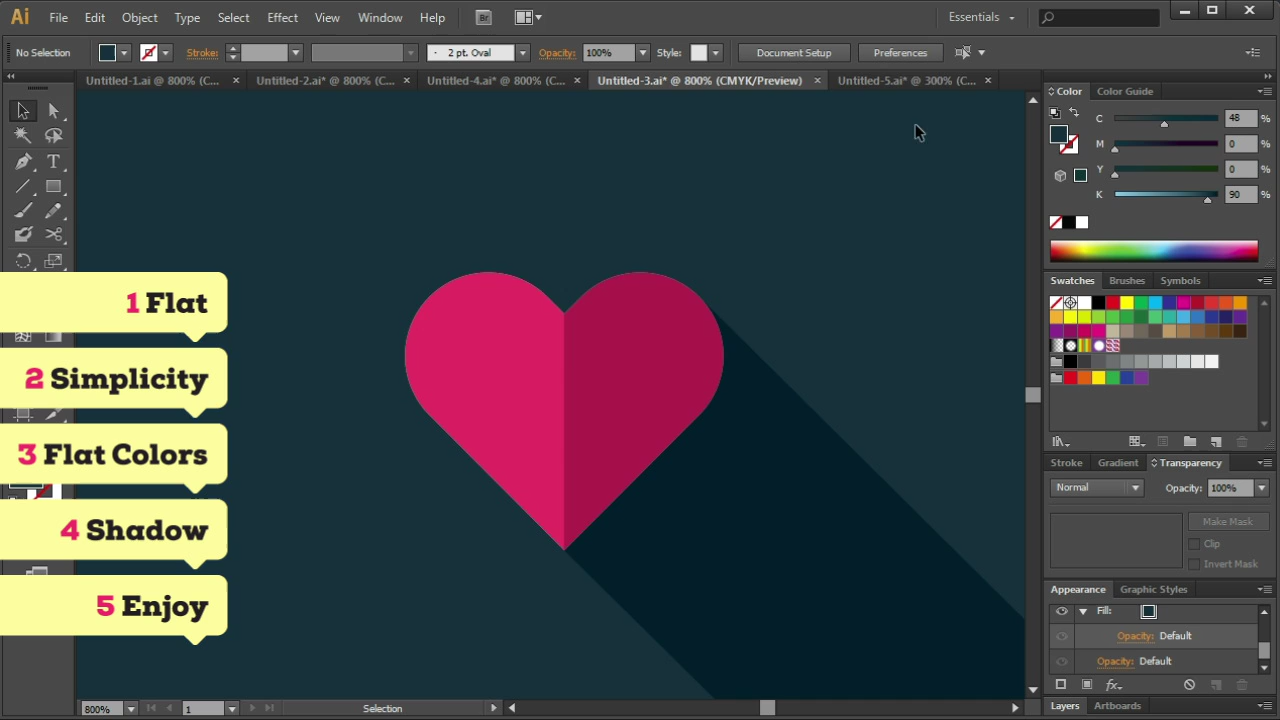 Ai File Edit Object Type Select Effect View Window Help Br Essentials
No Selection Stroke: 2 pt. Oval Opacity: 100% Style: Document Setup Preferences
Untitled-1.ai @ 800% (C... × Untitled-2.ai* @ 800% (C... × Untitled-4.ai* @ 800% (C... × Untitled-3.ai* @ 800% (CMYK/Preview) × Untitled-5.ai* @ 300% (C... ×
Color Color Guide
C 48 %
M 0 %
Y 0 %
K 90 %
Swatches Brushes Symbols
1 Flat
2 Simplicity
3 Flat Colors
4 Shadow
5 Enjoy
Stroke Gradient Transparency
Normal Opacity: 100%
Make Mask
Clip
Invert Mask
Appearance Graphic Styles
Fill:
Opacity: Default
Opacity: Default
fx
Layers Artboards
800% 1 Selection